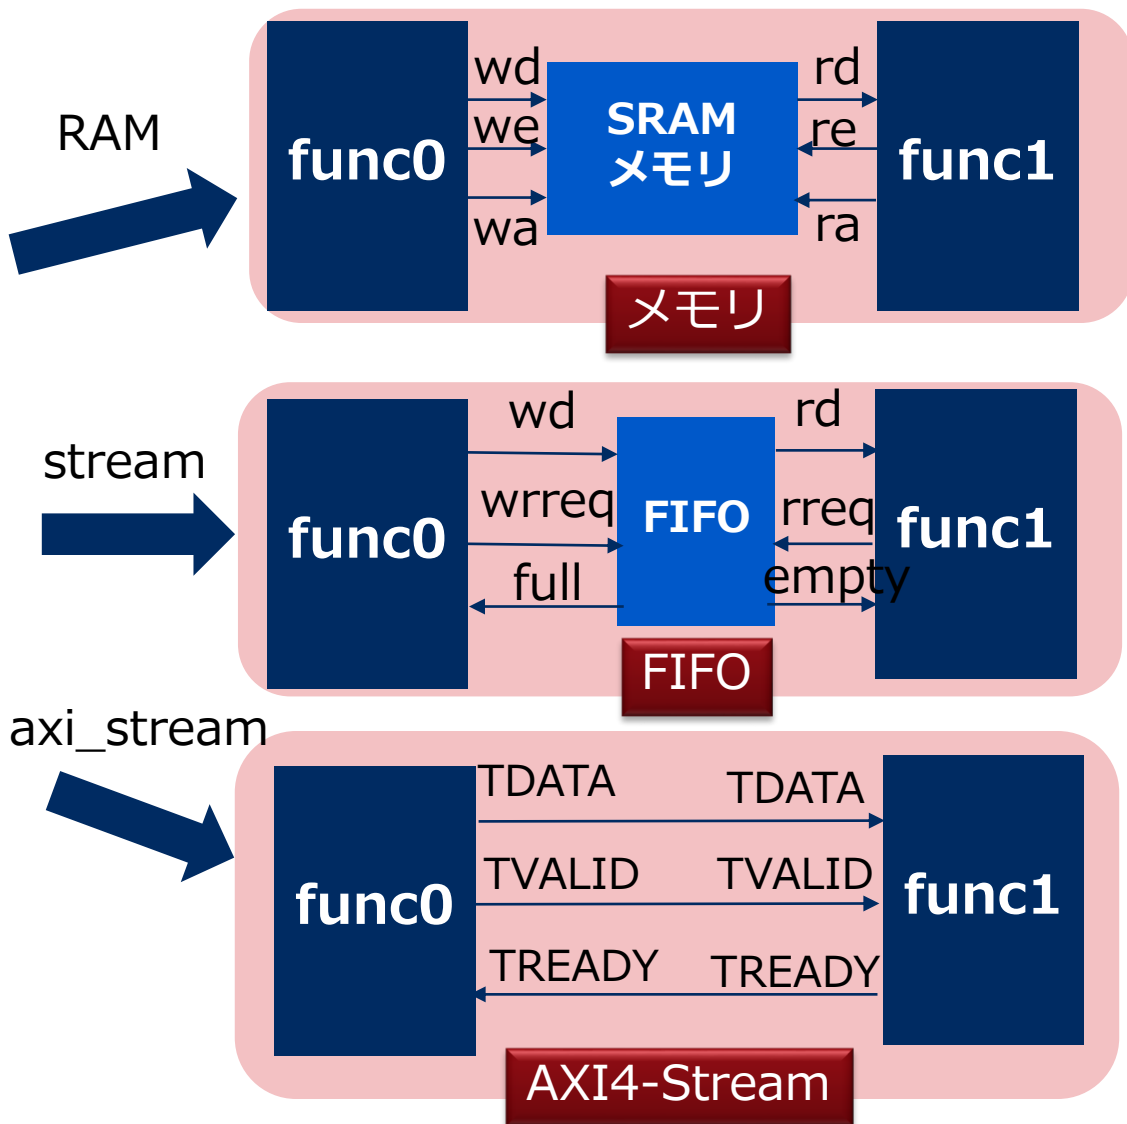 RAM
func0
wd
we
wa
SRAM
メモリ
rd
re
ra
func1
メモリ
stream
func0
wd
wrreq
full
FIFO
rd
rreq
empty
func1
FIFO
axi_stream
func0
TDATA
TDATA
TVALID
TVALID
TREADY
TREADY
func1
AXI4-Stream